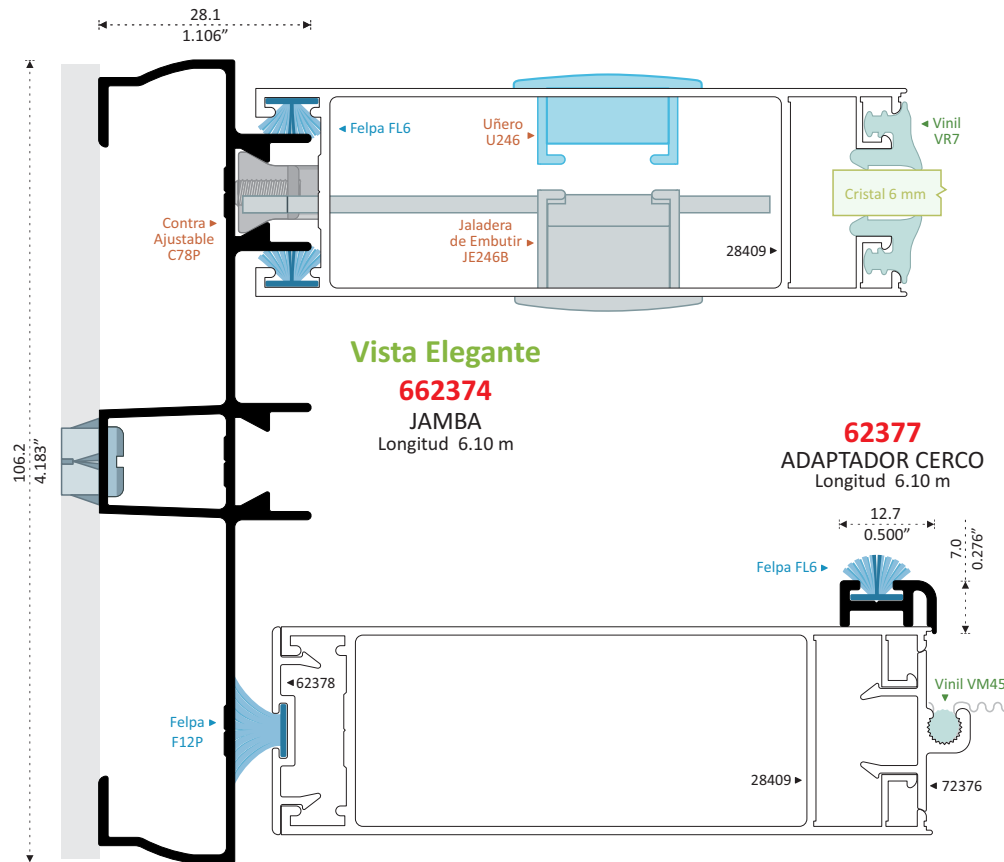 28.1
1.106”
Felpa FL6
Uñero
U246
Vinil
VR7
Cristal 6 mm
Contra
Ajustable
C78P
Jaladera
de Embutir
JE246B
28409
Vista Elegante
662374
JAMBA
Longitud 6.10 m
106.2
4.183”
62377
ADAPTADOR CERCO
Longitud 6.10 m
12.7
0.500”
7.0
0.276”
Felpa FL6
62378
Vinil VM45
Felpa
F12P
28409
72376